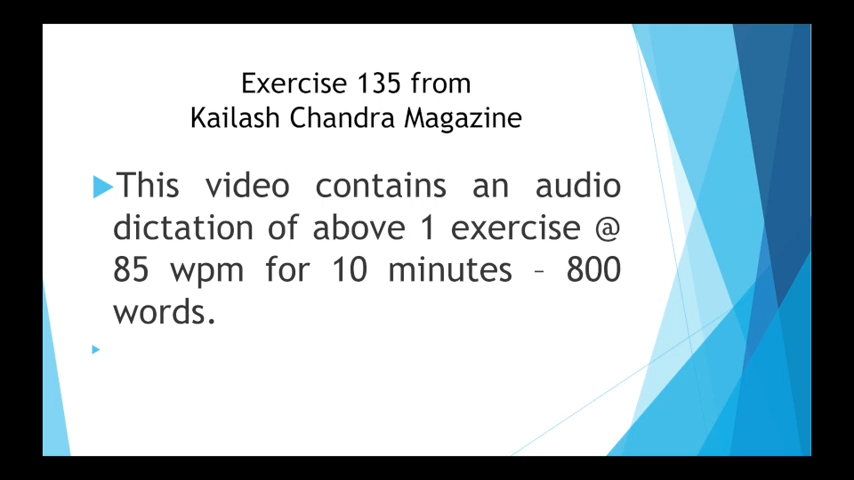 Exercise 135 from
Kailash Chandra Magazine
This video contains an audio
dictation of above 1 exercise @
85 wpm for 10 minutes – 800
words.